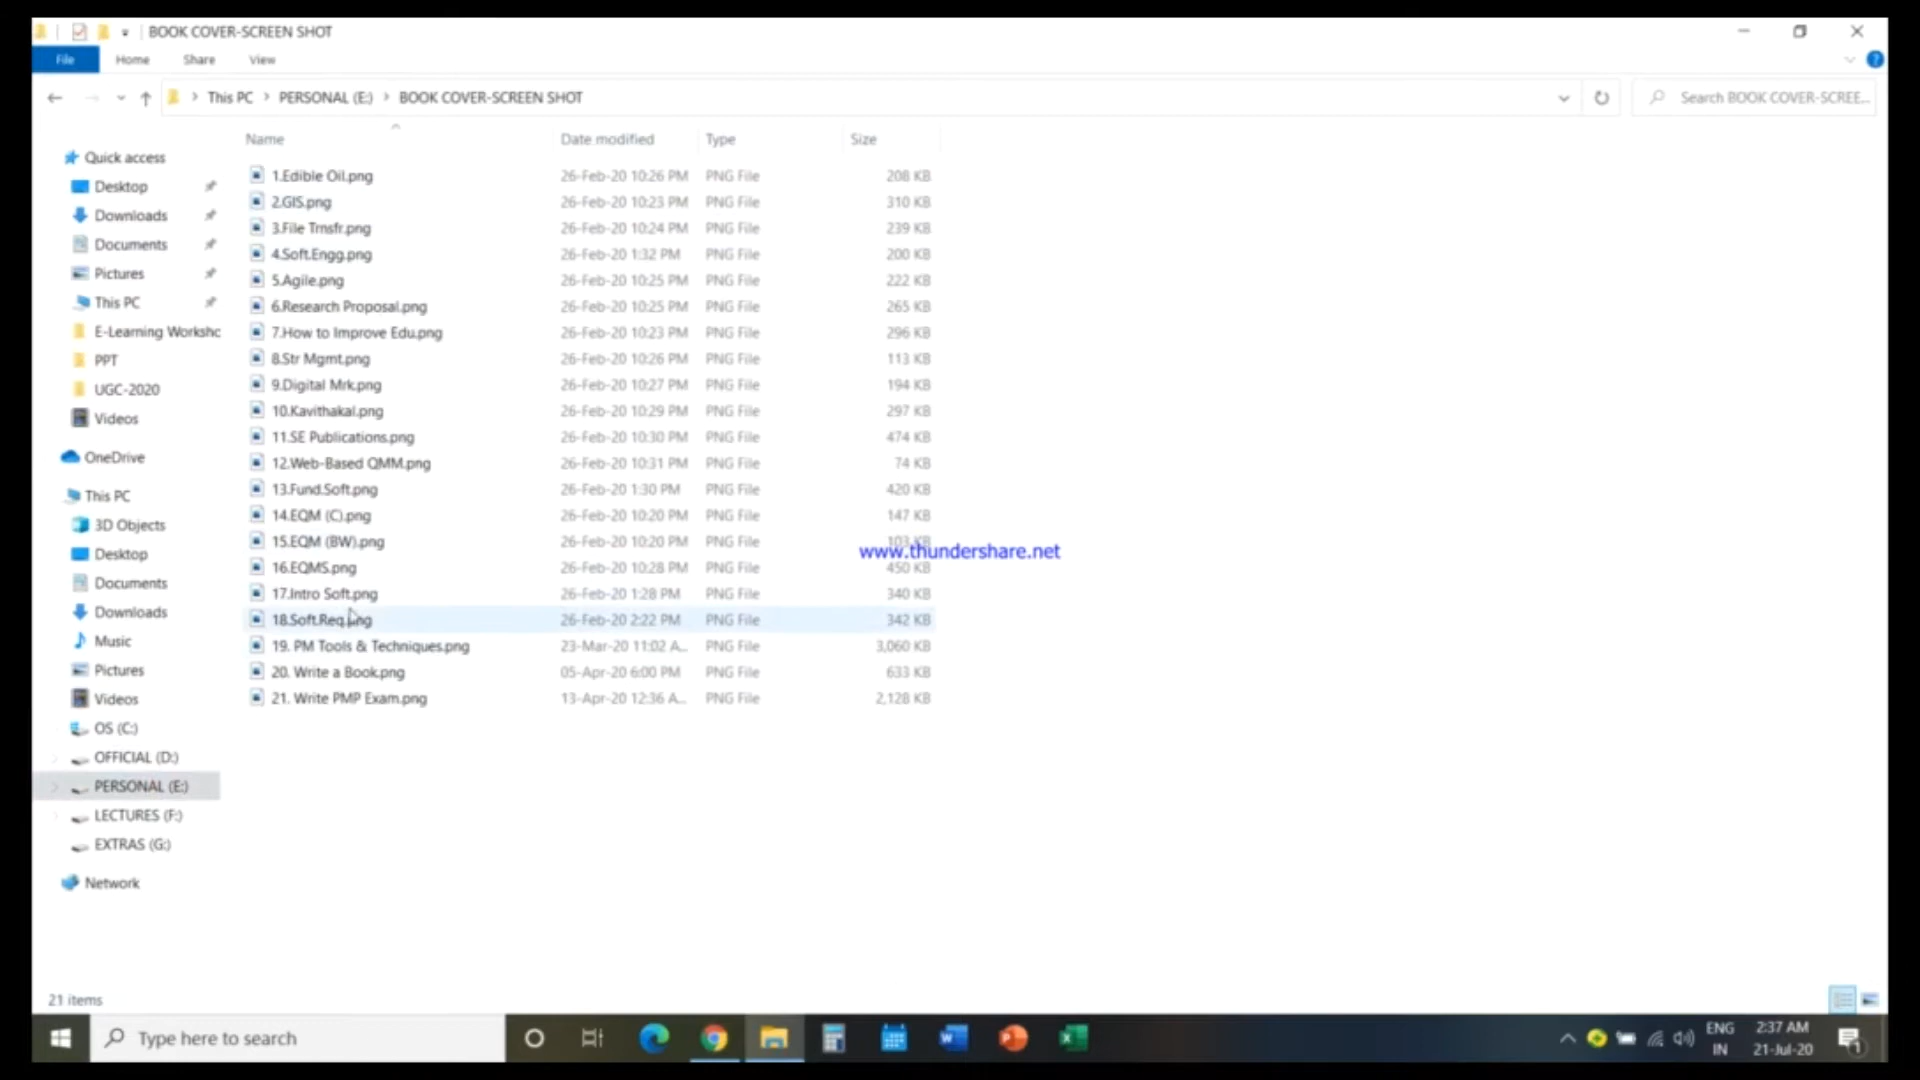 BOOK COVER-SCREEN SHOT
File Home Share View
This PC PERSONAL (E:) BOOK COVER-SCREEN SHOT
Search BOOK COVER-SCREE...
Name Date modified Type Size
Quick access
Desktop
Downloads
Documents
Pictures
This PC
E-Learning Workshc
PPT
UGC-2020
Videos
OneDrive
This PC
3D Objects
Desktop
Documents
Downloads
Music
Pictures
Videos
OS (C:)
OFFICIAL (D:)
PERSONAL (E:)
LECTURES (F:)
EXTRAS (G:)
Network
1.Edible Oil.png 26-Feb-20 10:26 PM PNG File 208 KB
2.GIS.png 26-Feb-20 10:23 PM PNG File 310 KB
3.File Trnsfr.png 26-Feb-20 10:24 PM PNG File 239 KB
4.Soft.Engg.png 26-Feb-20 1:32 PM PNG File 200 KB
5.Agile.png 26-Feb-20 10:25 PM PNG File 222 KB
6.Research Proposal.png 26-Feb-20 10:25 PM PNG File 265 KB
7.How to Improve Edu.png 26-Feb-20 10:23 PM PNG File 296 KB
8.Str Mgmt.png 26-Feb-20 10:26 PM PNG File 113 KB
9.Digital Mrk.png 26-Feb-20 10:27 PM PNG File 194 KB
10.Kavithakal.png 26-Feb-20 10:29 PM PNG File 297 KB
11.SE Publications.png 26-Feb-20 10:30 PM PNG File 474 KB
12.Web-Based QMM.png 26-Feb-20 10:31 PM PNG File 74 KB
13.Fund.Soft.png 26-Feb-20 1:30 PM PNG File 420 KB
14.EQM (C).png 26-Feb-20 10:20 PM PNG File 147 KB
15.EQM (BW).png 26-Feb-20 10:20 PM PNG File 103 KB
www.thundershare.net
16.EQMS.png 26-Feb-20 10:28 PM PNG File 450 KB
17.Intro Soft.png 26-Feb-20 1:28 PM PNG File 340 KB
18.Soft.Req.png 26-Feb-20 2:22 PM PNG File 342 KB
19. PM Tools & Techniques.png 23-Mar-20 11:02 A... PNG File 3,060 KB
20. Write a Book.png 05-Apr-20 6:00 PM PNG File 633 KB
21. Write PMP Exam.png 13-Apr-20 12:36 A... PNG File 2,128 KB
21 items
Type here to search
ENG 2:37 AM
IN 21-Jul-20